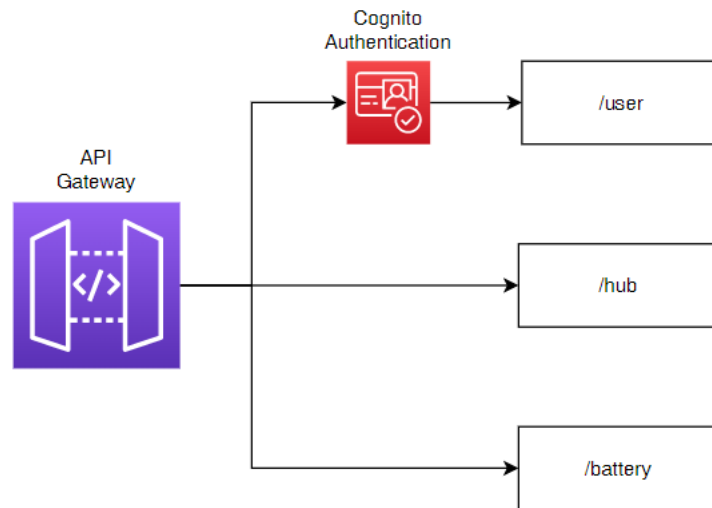 Cognito
Authentication
/user
API
Gateway
</>
/hub
/battery